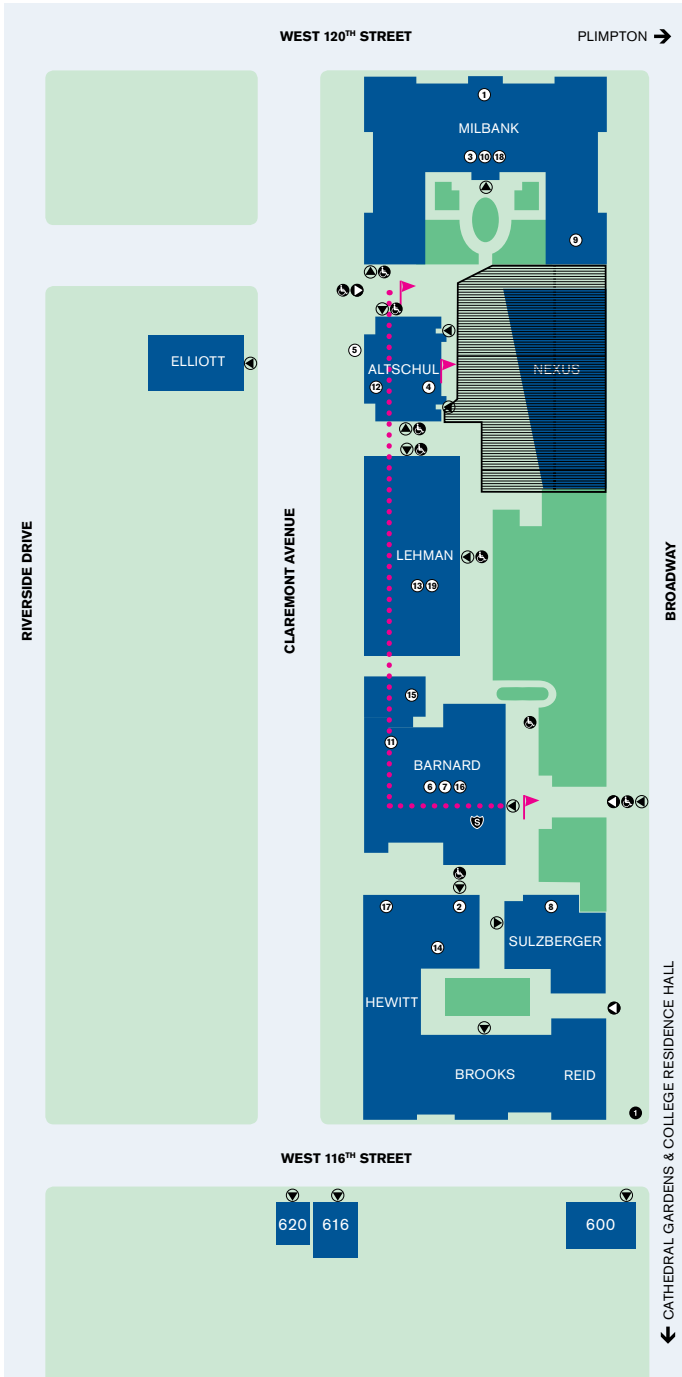 WEST 120TH STREET
PLIMPTON →
1
MILBANK
3 10 18
9
5
ELLIOTT
ALTSCHUL
NEXUS
12
4
RIVERSIDE DRIVE
CLAREMONT AVENUE
LEHMAN
BROADWAY
13 19
15
11
BARNARD
6 7 16
S
17
2
8
14
SULZBERGER
HEWITT
BROOKS
REID
1
← CATHEDRAL GARDENS & COLLEGE RESIDENCE HALL
WEST 116TH STREET
620
616
600